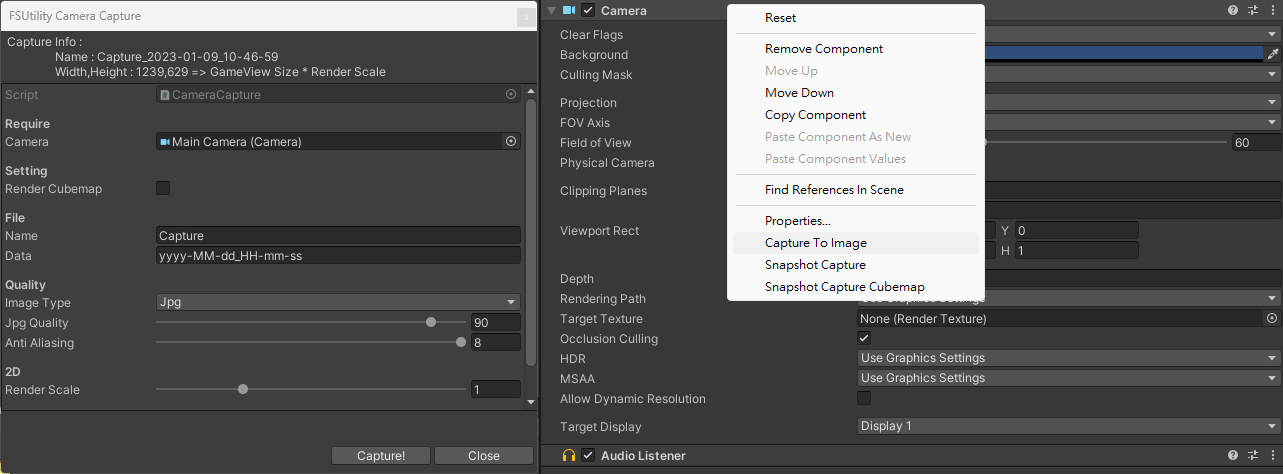 FSUtility Camera Capture
x
Capture Info :
Name : Capture_2023-01-09_10-46-59
Width,Height : 1239,629 => GameView Size * Render Scale
Script
CameraCapture
Require
Camera
Main Camera (Camera)
Setting
Render Cubemap
File
Name
Capture
Data
yyyy-MM-dd_HH-mm-ss
Quality
Image Type
Jpg
Jpg Quality
90
Anti Aliasing
8
2D
Render Scale
1
Capture!
Close
Camera
Clear Flags
Background
Culling Mask
Projection
FOV Axis
Field of View
60
Physical Camera
Clipping Planes
Viewport Rect
Y
0
H
1
Depth
Rendering Path
Use Graphics Settings
Target Texture
None (Render Texture)
Occlusion Culling
HDR
Use Graphics Settings
MSAA
Use Graphics Settings
Allow Dynamic Resolution
Target Display
Display 1
Audio Listener
Reset
Remove Component
Move Up
Move Down
Copy Component
Paste Component As New
Paste Component Values
Find References In Scene
Properties...
Capture To Image
Snapshot Capture
Snapshot Capture Cubemap